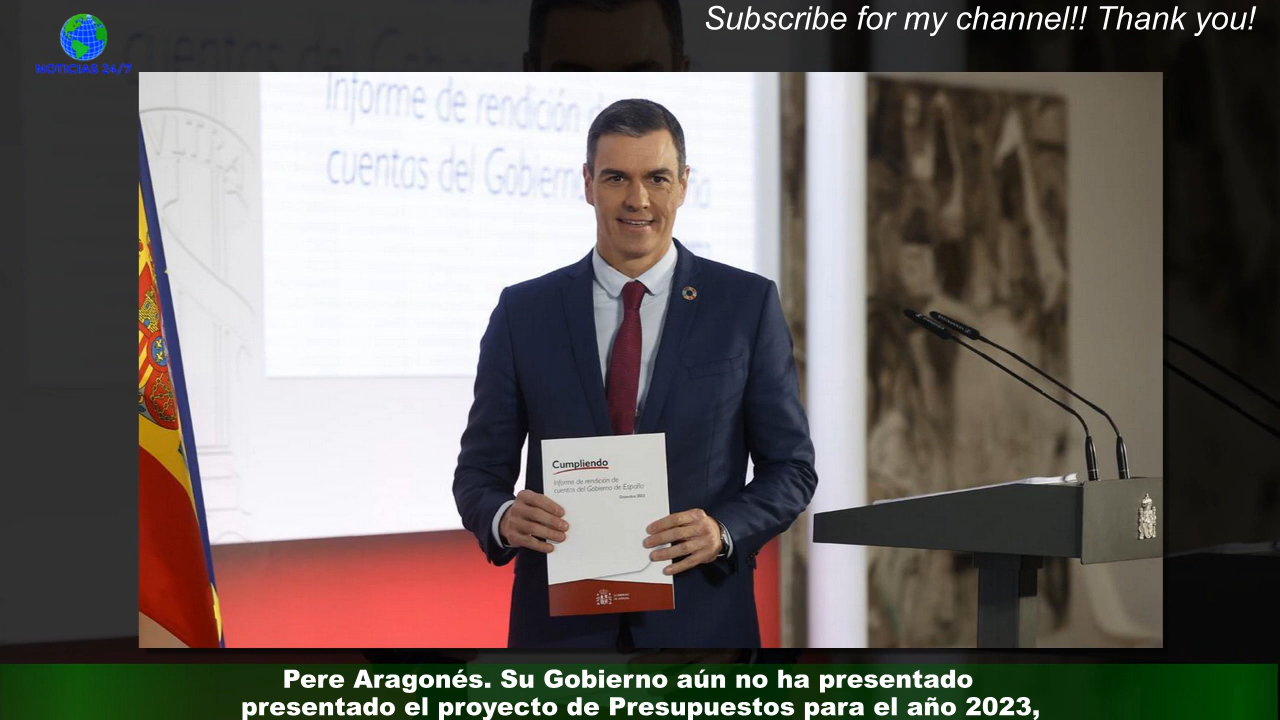 Subscribe for my channel!! Thank you!
NOTICIAS 24/7
Informe de rendición de
cuentas del Gobierno
Cumpliendo
Informe de rendición de
cuentas del Gobierno de España
Diciembre 2022
Pere Aragonés. Su Gobierno aún no ha presentado
presentado el proyecto de Presupuestos para el año 2023,